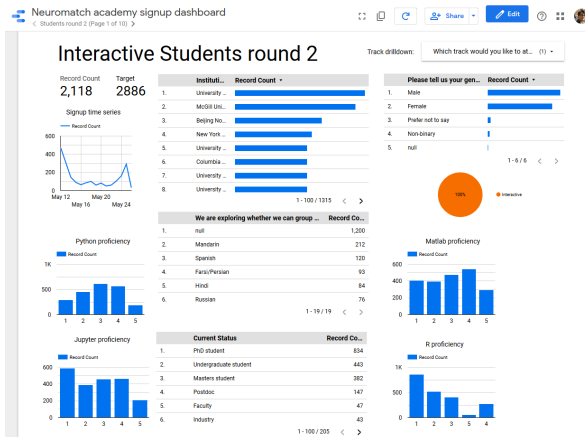 Neuromatch academy signup dashboard
Students round 2 (Page 1 of 10)
Share
Edit
Interactive Students round 2
Track drilldown:
Which track would you like to at... (1)
Record Count
2,118
Target
2886
Signup time series
Record Count
600
400
200
0
May 12
May 16
May 20
May 24
Instituti... Record Count
1. University ...
2. McGill Uni...
3. Beijing No...
4. New York ...
5. University ...
6. Columbia ...
7. University ...
8. University ...
1 - 100 / 1315
Please tell us your gen... Record Count
1. Male
2. Female
3. Prefer not to say
4. Non-binary
5. null
1 - 6 / 6
100%
Interactive
We are exploring whether we can group ... Record Co...
1. null 1,200
2. Mandarin 212
3. Spanish 120
4. Farsi/Persian 93
5. Hindi 84
6. Russian 76
1 - 19 / 19
Python proficiency
Record Count
1K
500
0
1 2 3 4 5
Matlab proficiency
Record Count
600
400
200
0
1 2 3 4 5
Jupyter proficiency
Record Count
600
400
200
0
1 2 3 4 5
Current Status Record Co...
1. PhD student 834
2. Undergraduate student 443
3. Masters student 382
4. Postdoc 147
5. Faculty 47
6. Industry 43
1 - 100 / 205
R proficiency
Record Count
1K
500
0
1 2 3 4 5